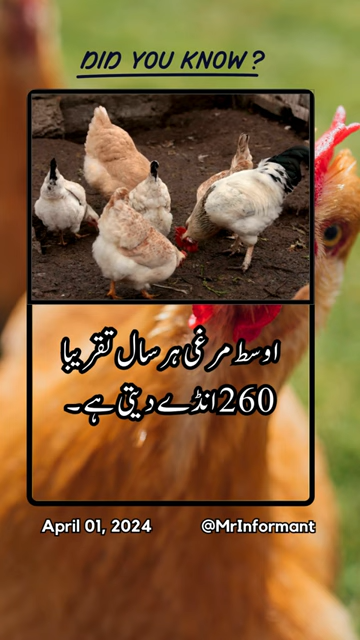 DID YOU KNOW?
اوسط مرغی ہر سال تقریبا
260 انڈے دیتی ہے۔
April 01, 2024
@MrInformant